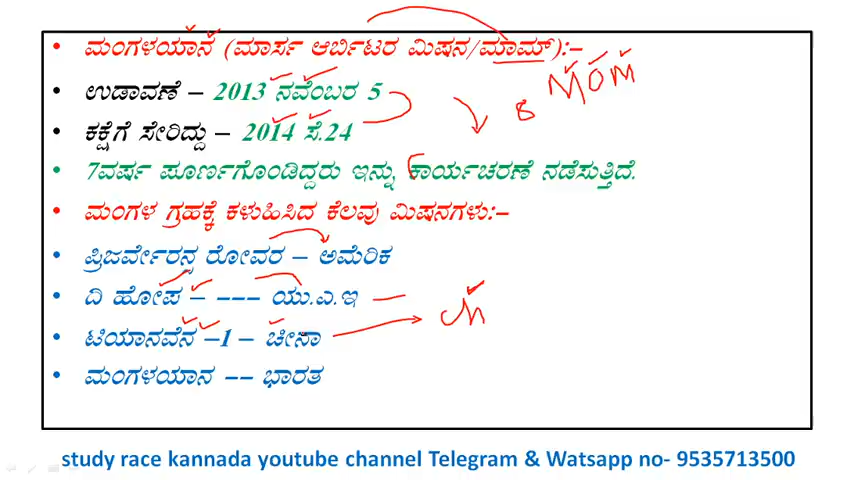 ಮಂಗಳಯಾನ (ಮಾರ್ಸ ಆರ್ಬಿಟರ ಮಿಷನ/ಮಾಮ್):-
MOM
ಉಡಾವಣೆ – 2013 ನವೆಂಬರ 5
8
ಕಕ್ಷೆಗೆ ಸೇರಿದ್ದು – 2014 ಸೆ.24
7ವರ್ಷ ಪೂರ್ಣಗೊಂಡಿದ್ದರು ಇನ್ನು ಕಾರ್ಯಚರಣೆ ನಡೆಸುತ್ತಿದೆ.
ಮಂಗಳ ಗ್ರಹಕ್ಕೆ ಕಳುಹಿಸಿದ ಕೆಲವು ಮಿಷನಗಳು:-
ಪ್ರಿಜರ್ವೇರನ್ಸ ರೋವರ – ಅಮೆರಿಕ
ದಿ ಹೋಪ – --- ಯು.ಎ.ಇ
ಟಿಯಾನವೆನ –1 – ಚೀನಾ
ಮಂಗಳಯಾನ -- ಭಾರತ
study race kannada youtube channel Telegram & Watsapp no- 9535713500